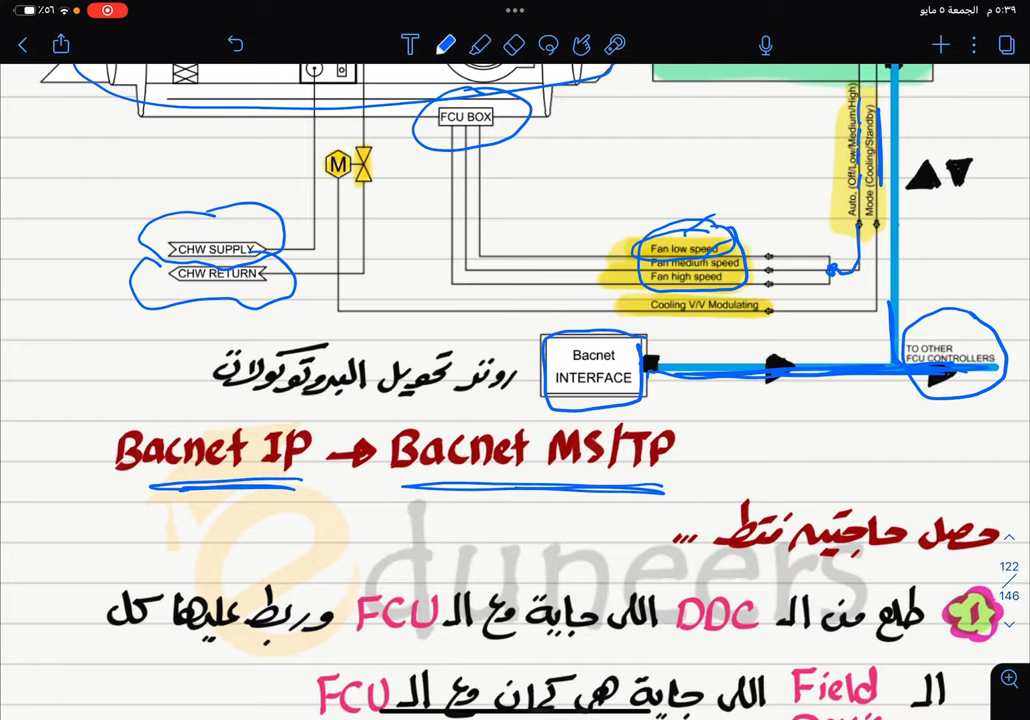 ٪٥٦
٥:٣٩ م الجمعة ٥ مايو
FCU BOX
Auto, (Off/Low/Medium/High)
Mode (Cooling/Standby)
M
CHW SUPPLY
CHW RETURN
Fan low speed
Fan medium speed
Fan high speed
Cooling V/V Modulating
Bacnet
INTERFACE
TO OTHER
FCU CONTROLLERS
روتر تحويل البروتوكولات
Bacnet IP → Bacnet MS/TP
حصل حاجتين فقط ...
eduneers
1 طلع من الـ DDC اللى جاية مع الـ FCU وربط عليها كل
الـ Field اللى جاية هى كمان مع الـ FCU
122
146